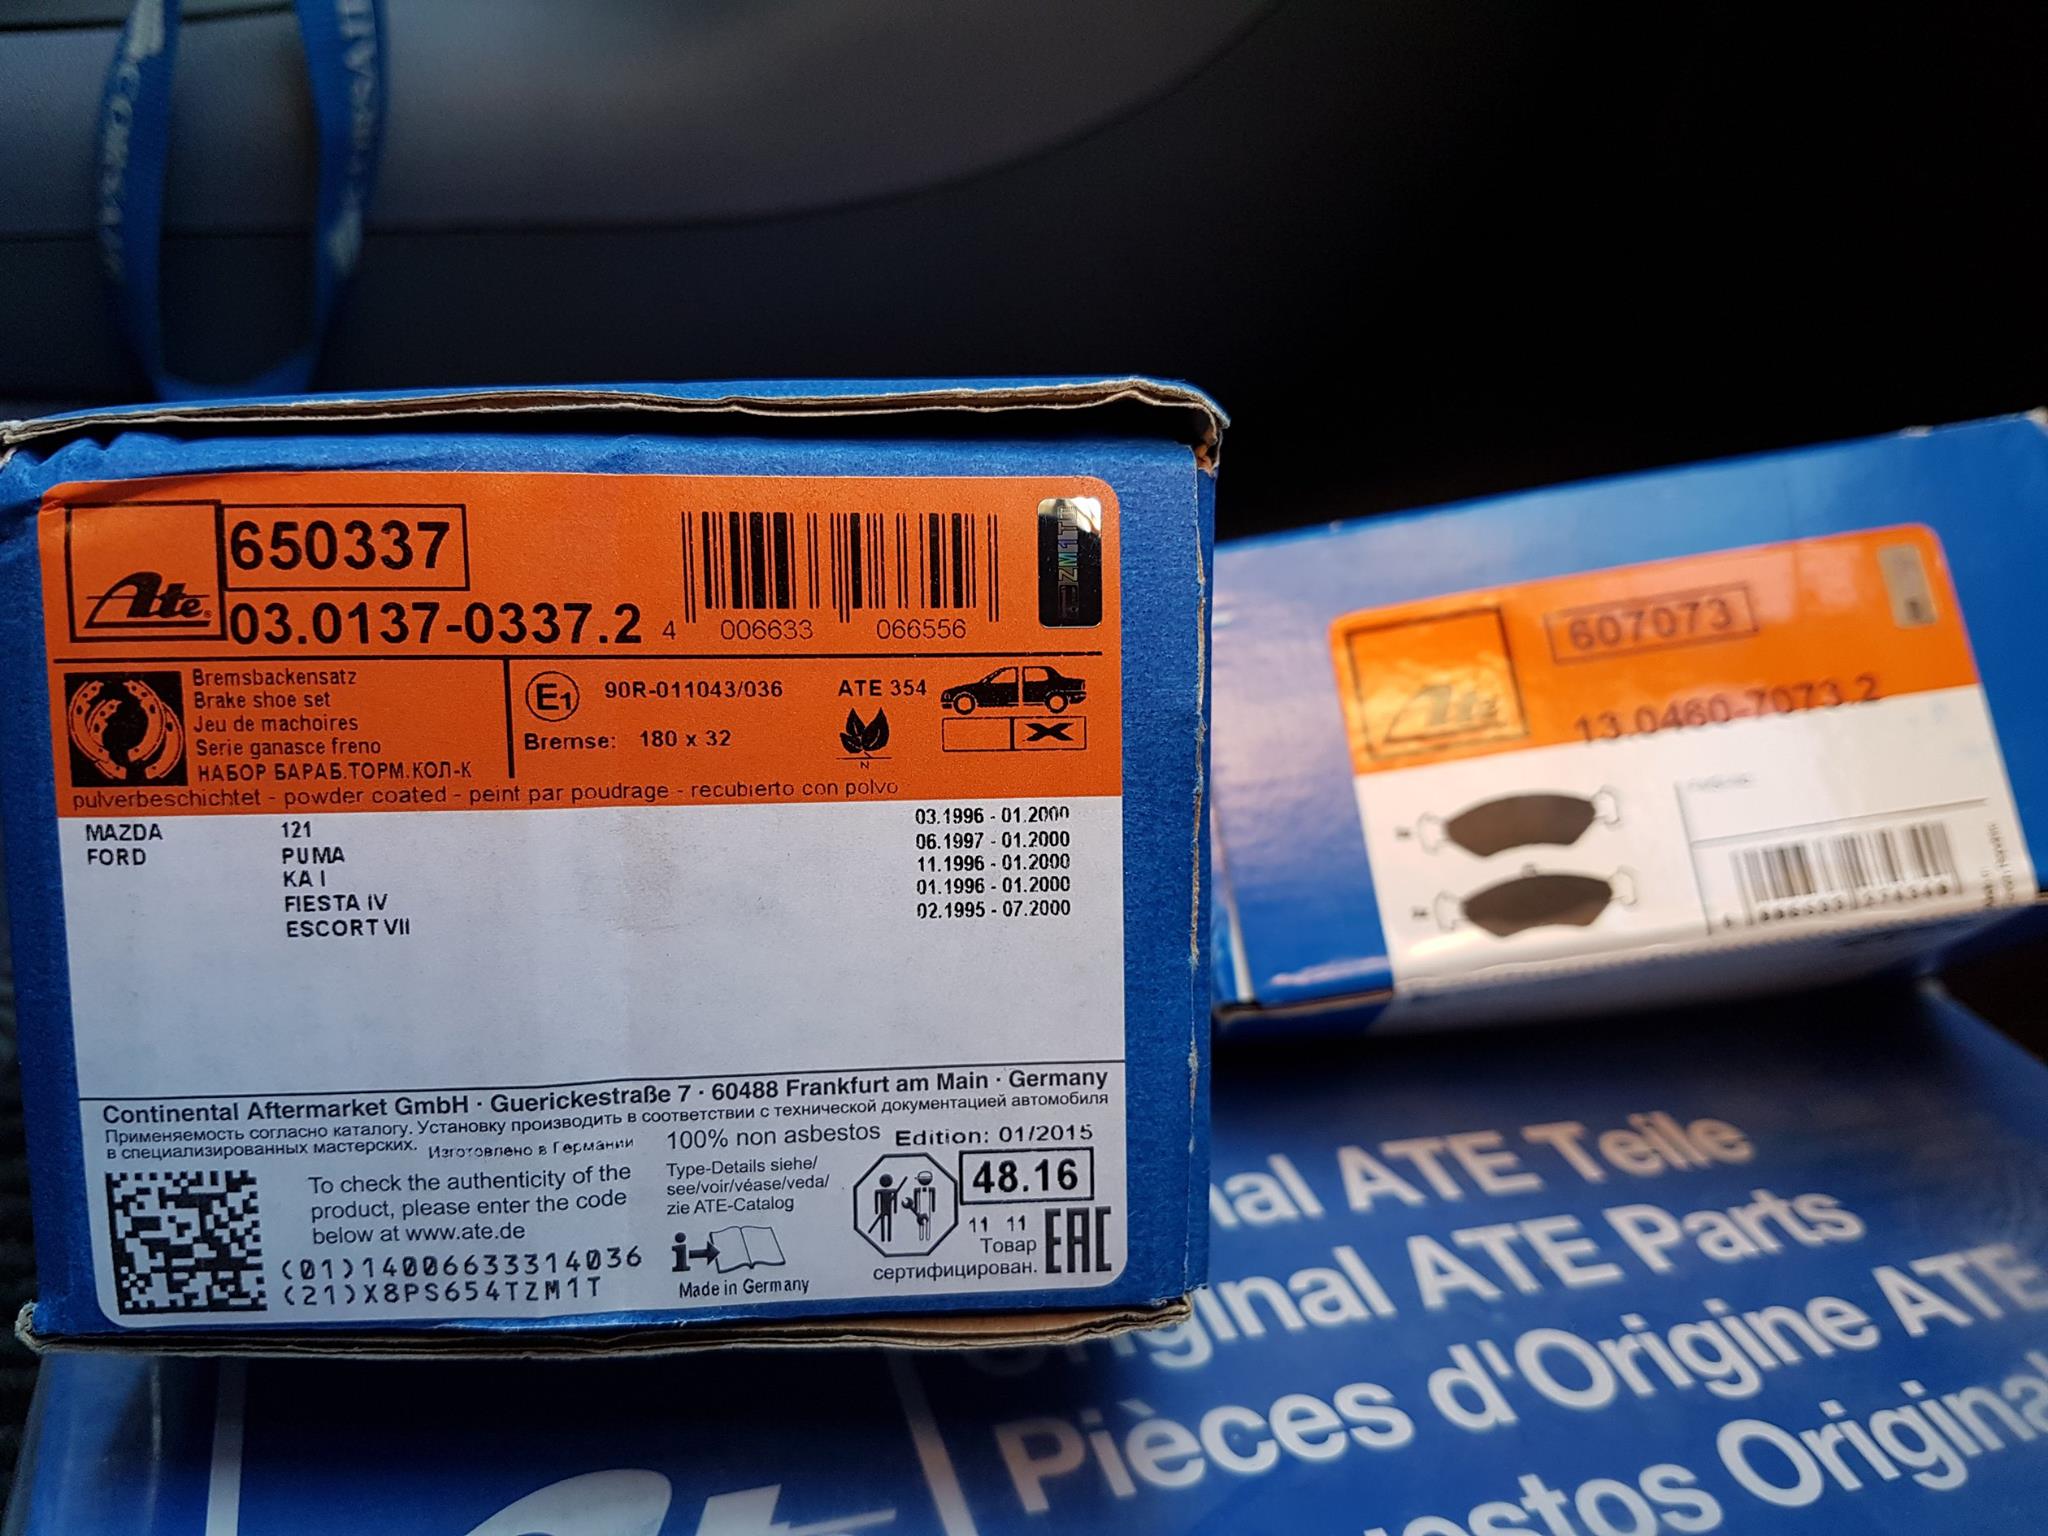 Ate
650337
03.0137-0337.2
4 006633 066556
ZM1T
Bremsbackensatz
Brake shoe set
Jeu de machoires
Serie ganasce freno
НАБОР БАРАБ.ТОРМ.КОЛ-К
E1 90R-011043/036 ATE 354
Bremse: 180 x 32
N
X
pulverbeschichtet - powder coated - peint par poudrage - recubierto con polvo
MAZDA 121 03.1996 - 01.2000
FORD PUMA 06.1997 - 01.2000
KA I 11.1996 - 01.2000
FIESTA IV 01.1996 - 01.2000
ESCORT VII 02.1995 - 07.2000
Continental Aftermarket GmbH · Guerickestraße 7 · 60488 Frankfurt am Main · Germany
Применяемость согласно каталогу. Установку производить в соответствии с технической документацией автомобиля
в специализированных мастерских. Изготовлено в Германии
100% non asbestos Edition: 01/2015
To check the authenticity of the
product, please enter the code
below at www.ate.de
(01)14006633314036
(21)X8PS654TZM1T
Type-Details siehe/
see/voir/véase/veda/
zie ATE-Catalog
i
Made in Germany
48.16
11 11
Товар
сертифицирован.
EAC
Ate
607073
13.0460-7073.2
nal ATE Teile
Original ATE Parts
Pièces d'Origine ATE
estos Original
Ate